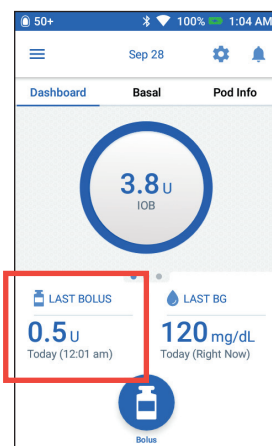 50+ 100% 1:04 AM
Sep 28
Dashboard Basal Pod Info
3.8 U
IOB
LAST BOLUS LAST BG
0.5 U 120 mg/dL
Today (12:01 am) Today (Right Now)
Bolus